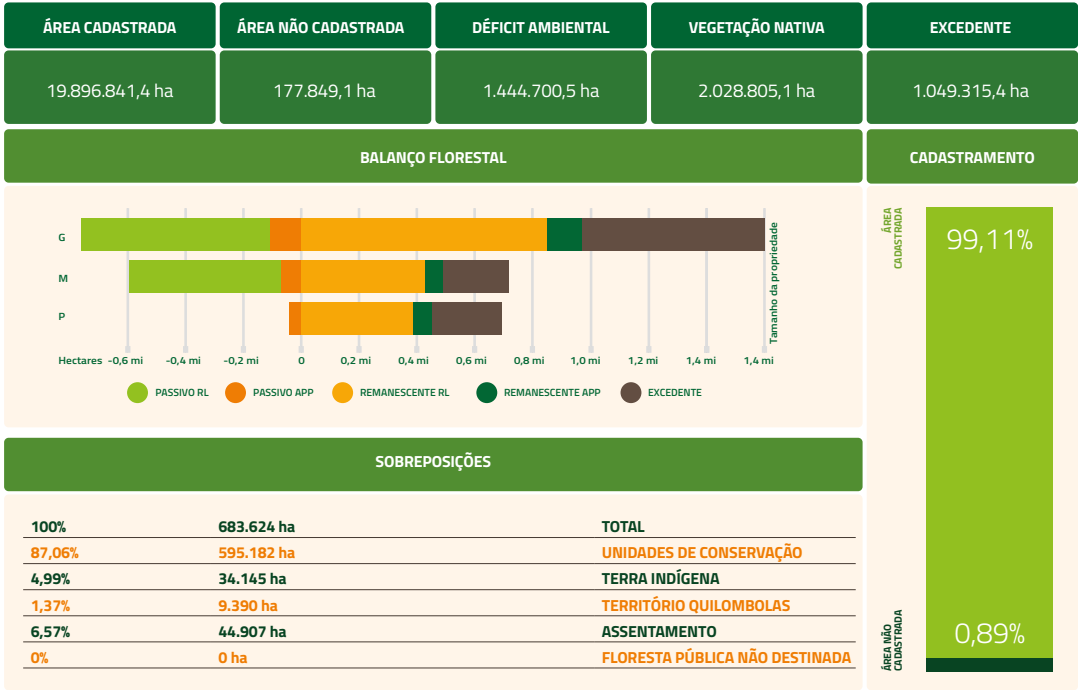 ÁREA CADASTRADA
ÁREA NÃO CADASTRADA
DÉFICIT AMBIENTAL
VEGETAÇÃO NATIVA
EXCEDENTE
19.896.841,4 ha
177.849,1 ha
1.444.700,5 ha
2.028.805,1 ha
1.049.315,4 ha
BALANÇO FLORESTAL
G
M
P
Hectares -0,6 mi -0,4 mi -0,2 mi 0 0,2 mi 0,4 mi 0,6 mi 0,8 mi 1,0 mi 1,2 mi 1,4 mi 1,4 mi
Tamanho da propriedade
PASSIVO RL
PASSIVO APP
REMANESCENTE RL
REMANESCENTE APP
EXCEDENTE
CADASTRAMENTO
ÁREA
CADASTRADA
99,11%
0,89%
ÁREA NÃO
CADASTRADA
SOBREPOSIÇÕES
100% 683.624 ha TOTAL
87,06% 595.182 ha UNIDADES DE CONSERVAÇÃO
4,99% 34.145 ha TERRA INDÍGENA
1,37% 9.390 ha TERRITÓRIO QUILOMBOLAS
6,57% 44.907 ha ASSENTAMENTO
0% 0 ha FLORESTA PÚBLICA NÃO DESTINADA